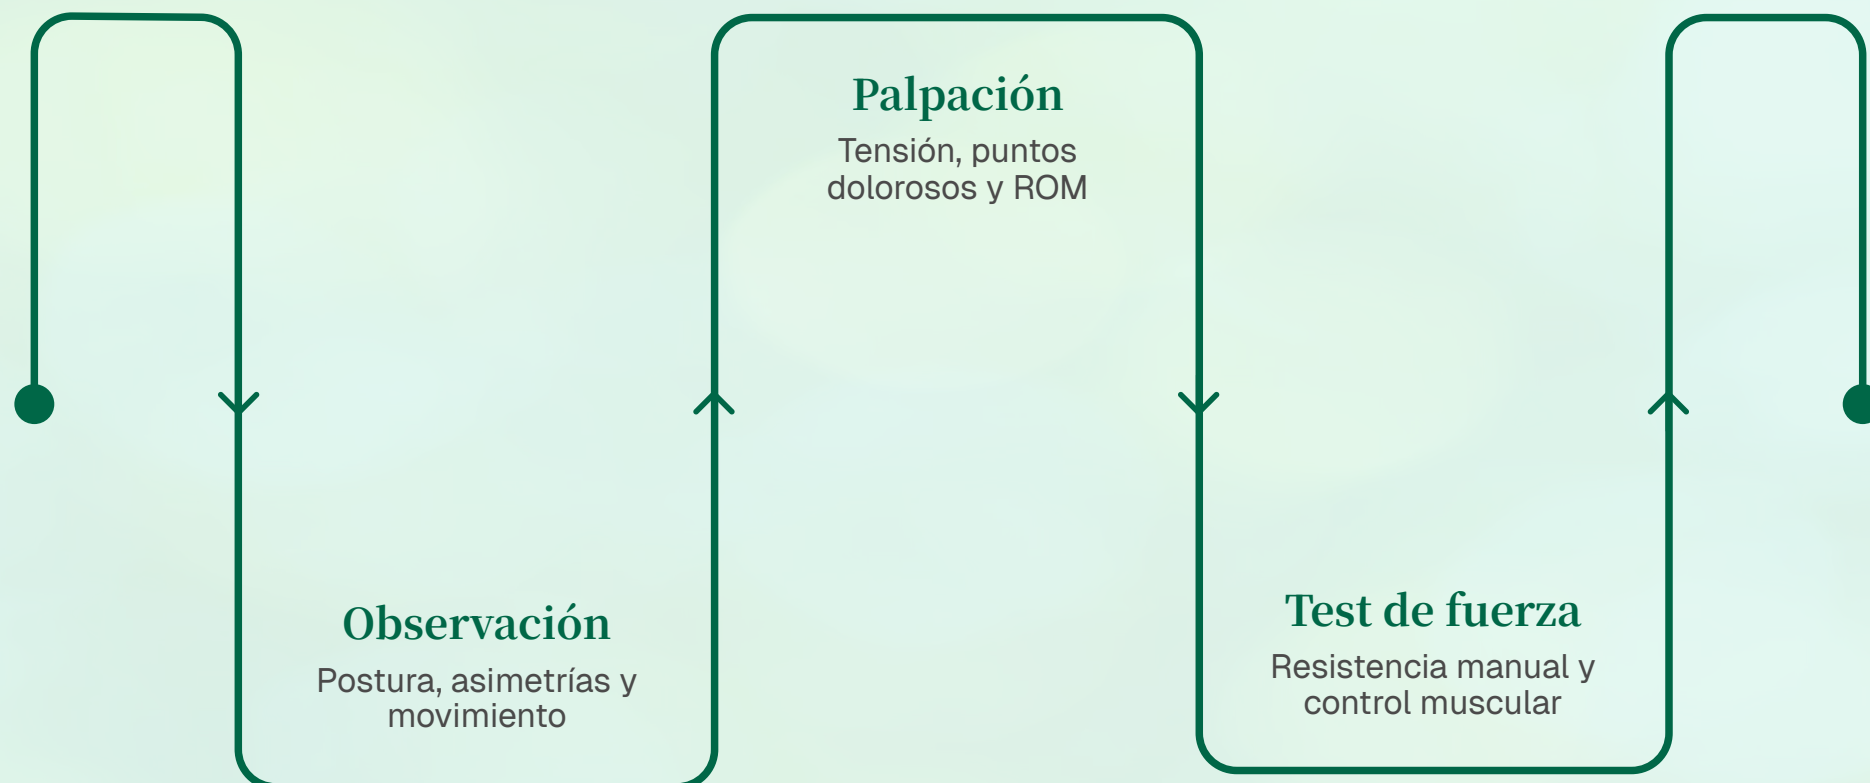 Observación
Postura, asimetrías y
movimiento
Palpación
Tensión, puntos
dolorosos y ROM
Test de fuerza
Resistencia manual y
control muscular